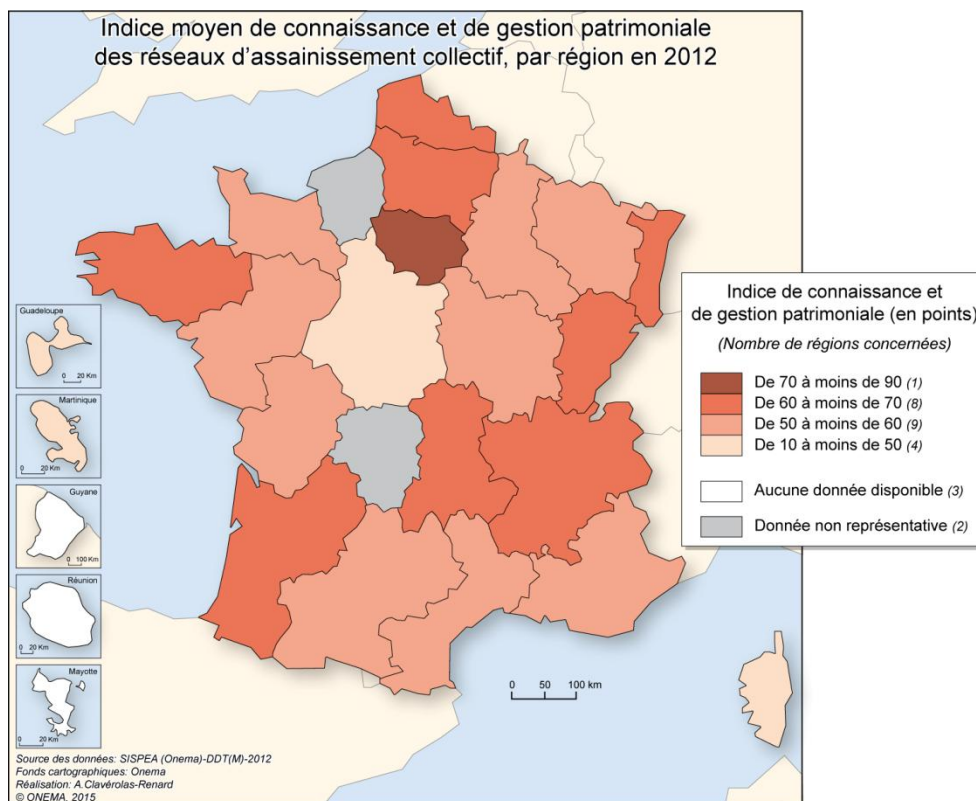 Indice moyen de connaissance et de gestion patrimoniale
des réseaux d'assainissement collectif, par région en 2012
Guadeloupe
0 20 Km
Martinique
0 20 Km
Guyane
0 100 Km
Réunion
0 20 Km
Mayotte
0 20 Km
Indice de connaissance et
de gestion patrimoniale (en points)
(Nombre de régions concernées)
De 70 à moins de 90 (1)
De 60 à moins de 70 (8)
De 50 à moins de 60 (9)
De 10 à moins de 50 (4)
Aucune donnée disponible (3)
Donnée non représentative (2)
0 50 100 km
Source des données: SISPEA (Onema)-DDT(M)-2012
Fonds cartographiques: Onema
Réalisation: A.Clavérolas-Renard
© ONEMA, 2015